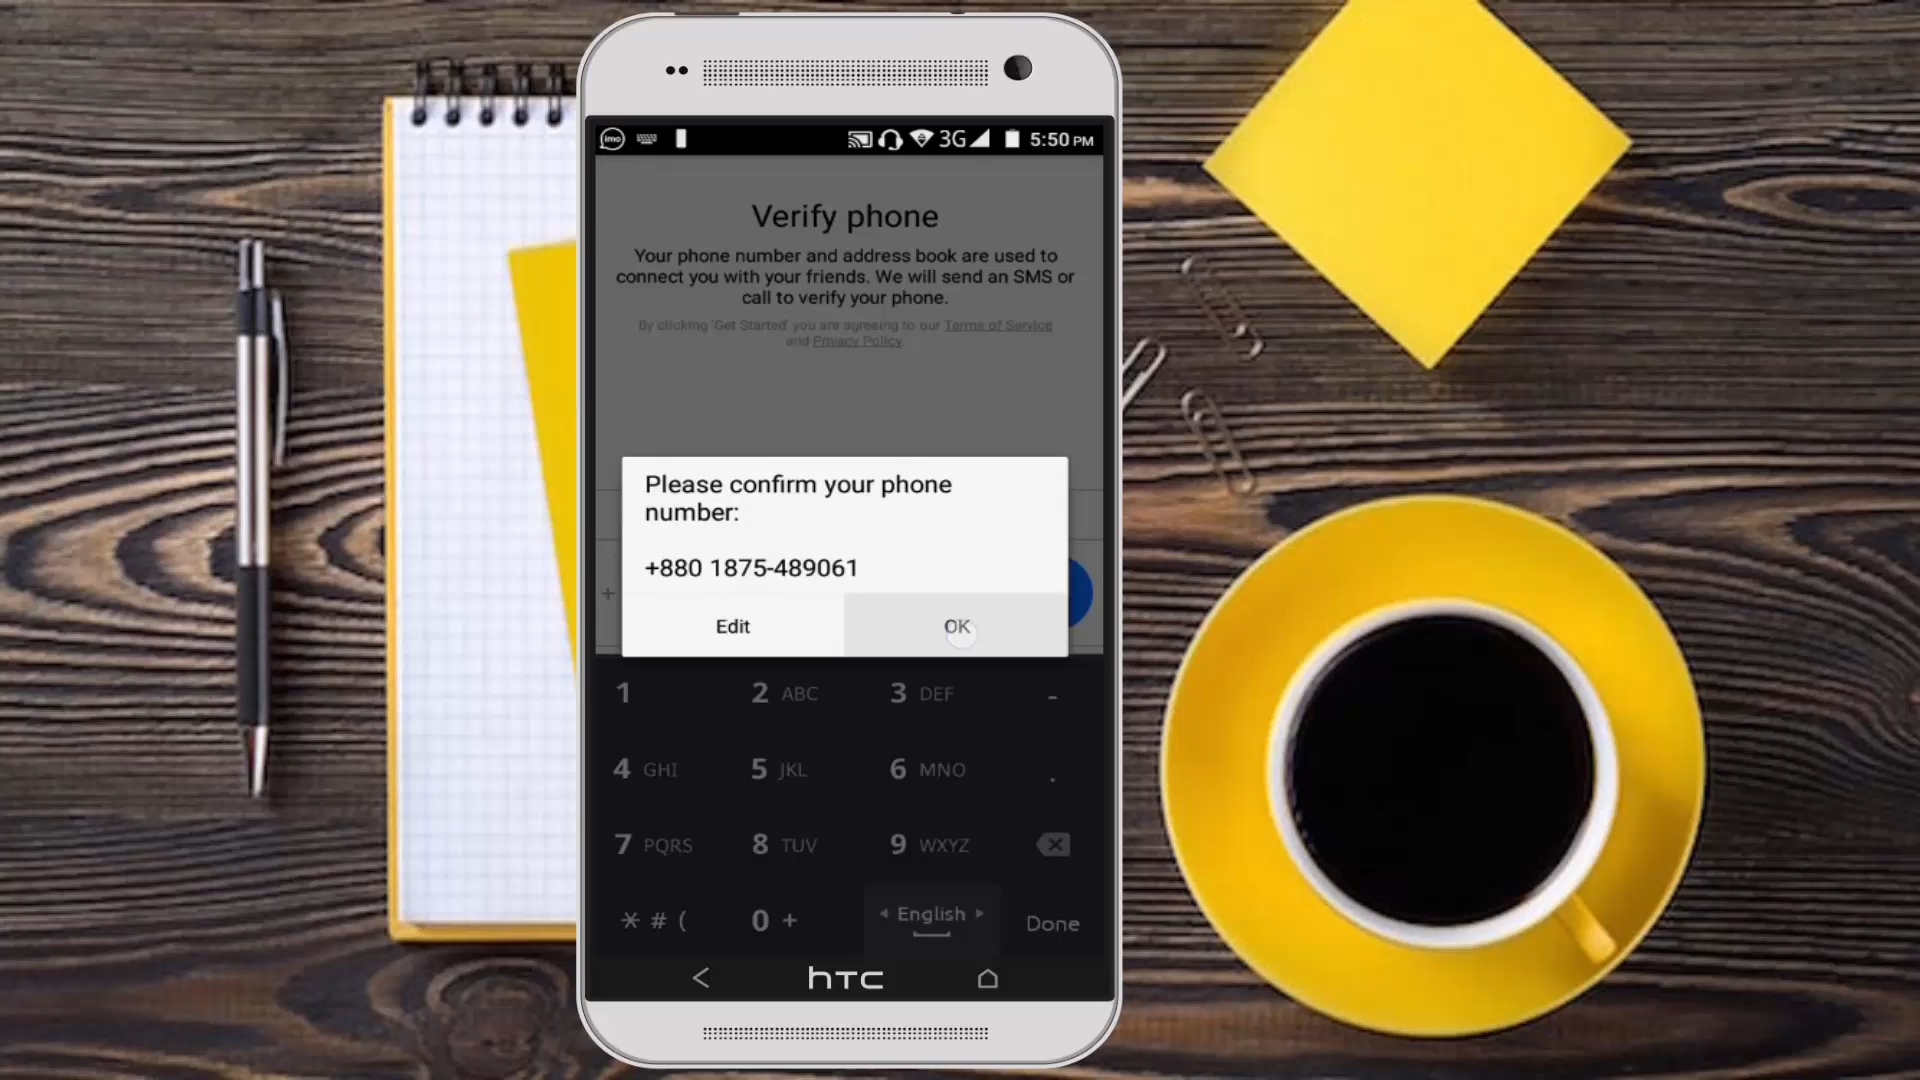 imo 3G 5:50 PM
Verify phone
Your phone number and address book are used to
connect you with your friends. We will send an SMS or
call to verify your phone.
By clicking 'Get Started' you are agreeing to our Terms of Service
and Privacy Policy
Please confirm your phone
number:
+880 1875-489061
+
Edit OK
1 2 ABC 3 DEF -
4 GHI 5 JKL 6 MNO .
7 PQRS 8 TUV 9 WXYZ
* # ( 0 + English Done
hTC